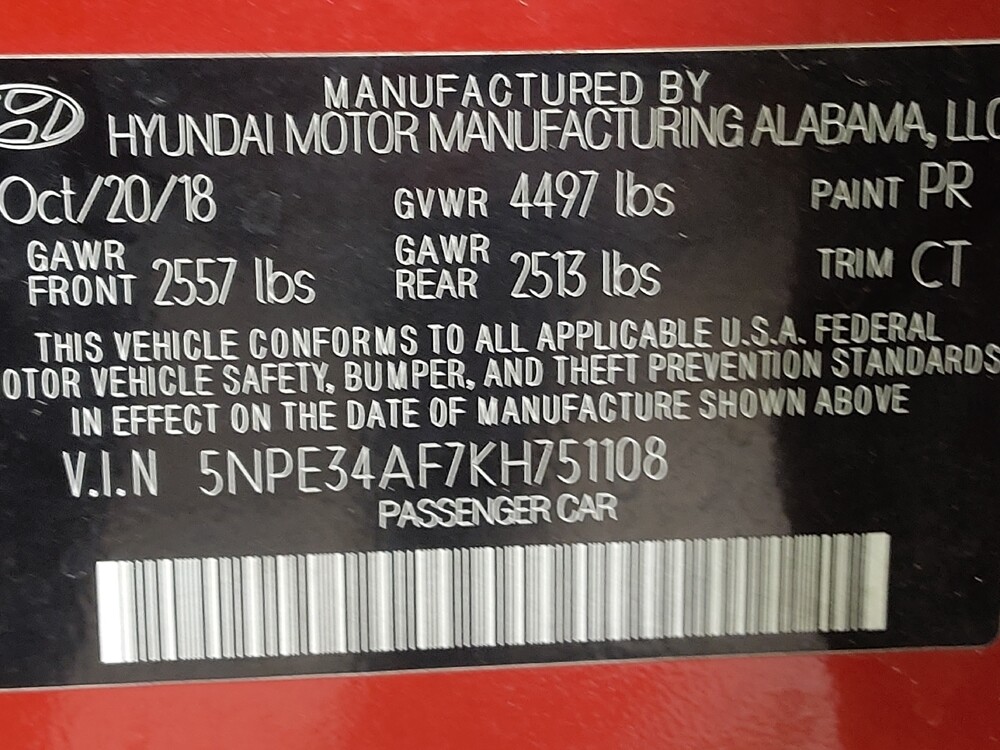 MANUFACTURED BY
HYUNDAI MOTOR MANUFACTURING ALABAMA, LLC
Oct/20/18 GVWR 4497 lbs PAINT PR
GAWR FRONT 2557 lbs GAWR REAR 2513 lbs TRIM CT
THIS VEHICLE CONFORMS TO ALL APPLICABLE U.S.A. FEDERAL
OTOR VEHICLE SAFETY, BUMPER, AND THEFT PREVENTION STANDARDS
IN EFFECT ON THE DATE OF MANUFACTURE SHOWN ABOVE
V.I.N 5NPE34AF7KH751108
PASSENGER CAR